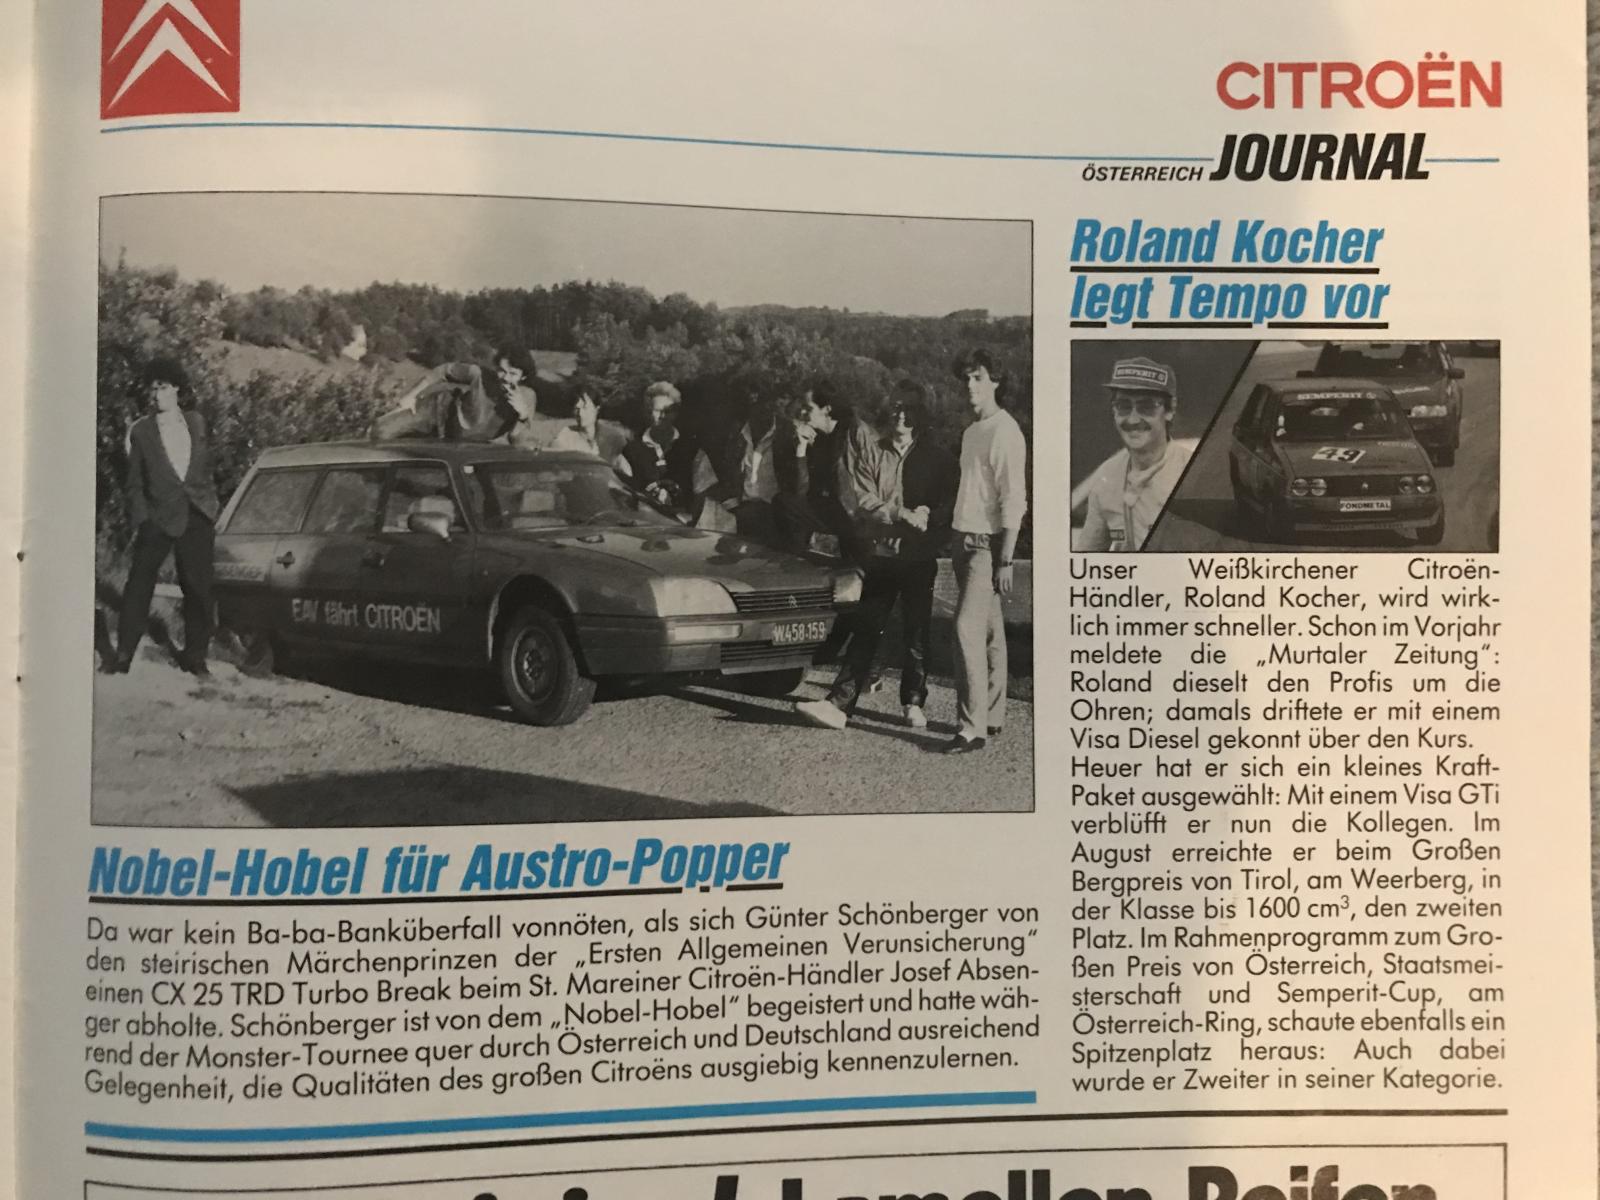 CITROËN
ÖSTERREICH JOURNAL
EAV fährt CITROËN
W458·159
Nobel-Hobel für Austro-Popper
Da war kein Ba-ba-Banküberfall vonnöten, als sich Günter Schönberger von
den steirischen Märchenprinzen der „Ersten Allgemeinen Verunsicherung“
einen CX 25 TRD Turbo Break beim St. Mareiner Citroën-Händler Josef Absen-
ger abholte. Schönberger ist von dem „Nobel-Hobel“ begeistert und hatte wäh-
rend der Monster-Tournee quer durch Österreich und Deutschland ausreichend
Gelegenheit, die Qualitäten des großen Citroëns ausgiebig kennenzulernen.
Roland Kocher
legt Tempo vor
SEMPERIT
SEMPERIT
49
FONDMETAL
Unser Weißkirchener Citroën-
Händler, Roland Kocher, wird wirk-
lich immer schneller. Schon im Vorjahr
meldete die „Murtaler Zeitung“:
Roland dieselt den Profis um die
Ohren; damals driftete er mit einem
Visa Diesel gekonnt über den Kurs.
Heuer hat er sich ein kleines Kraft-
Paket ausgewählt: Mit einem Visa GTi
verblüfft er nun die Kollegen. Im
August erreichte er beim Großen
Bergpreis von Tirol, am Weerberg, in
der Klasse bis 1600 cm³, den zweiten
Platz. Im Rahmenprogramm zum Gro-
ßen Preis von Österreich, Staatsmei-
sterschaft und Semperit-Cup, am
Österreich-Ring, schaute ebenfalls ein
Spitzenplatz heraus: Auch dabei
wurde er Zweiter in seiner Kategorie.